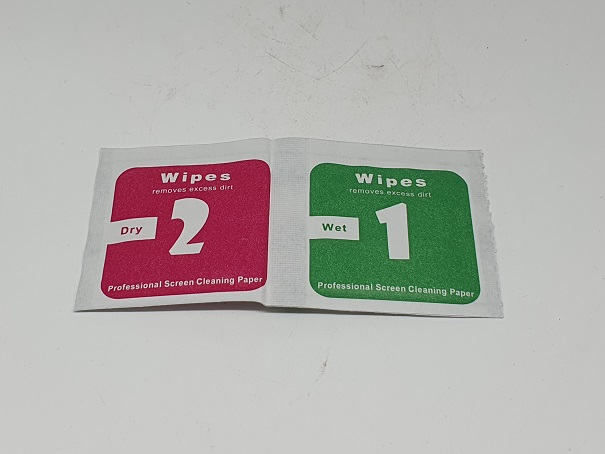 Wipes
removes excess dirt
Dry
2
Professional Screen Cleaning Paper
Wipes
removes excess dirt
Wet
1
Professional Screen Cleaning Paper